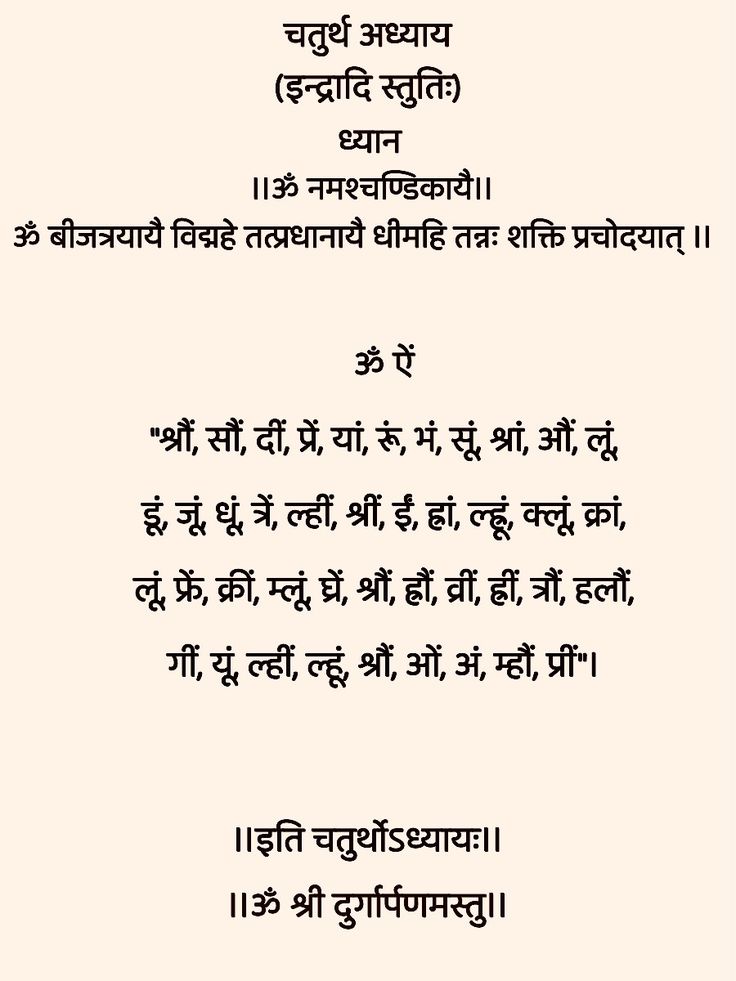 चतुर्थ अध्याय
(इन्द्रादि स्तुतिः)
ध्यान
।।ॐ नमश्चण्डिकायै।।
ॐ बीजत्रयायै विद्महे तत्प्रधानायै धीमहि तन्नः शक्ति प्रचोदयात् ।।
ॐ ऐं
"श्रौं, सौं, दीं, प्रें, यां, रूं, भं, सूं, श्रां, औं, लूं,
डूं, जूं, धूं, त्रें, ल्हीं, श्रीं, ईं, ह्रां, ल्ह्रूं, क्लूं, क्रां,
लूं, फ्रें, क्रीं, म्लूं, घ्रें, श्रौं, ह्रौं, व्रीं, ह्रीं, त्रौं, हलौं,
गीं, यूं, ल्हीं, ल्हूं, श्रौं, ओं, अं, म्हौं, प्रीं"।
।।इति चतुर्थोऽध्यायः।।
।।ॐ श्री दुर्गार्पणमस्तु।।